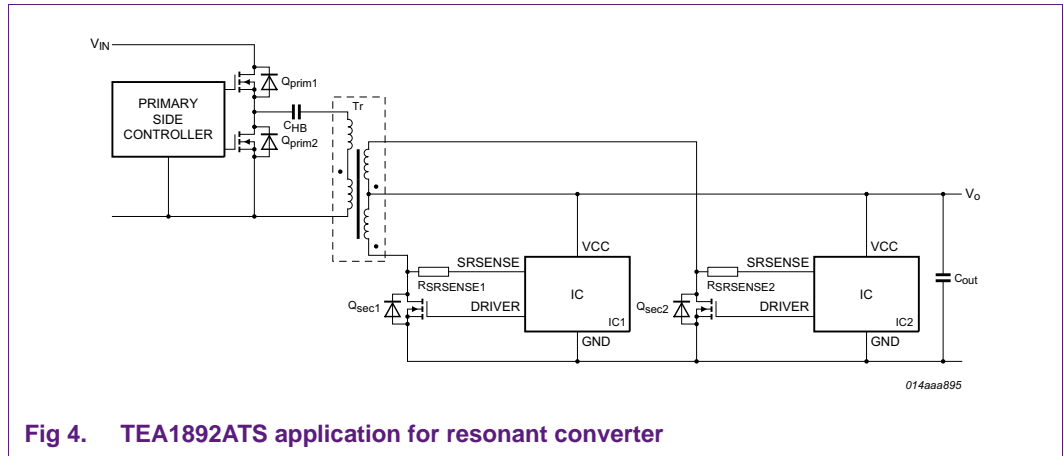 VIN
PRIMARY
SIDE
CONTROLLER
Qprim1
CHB
Qprim2
Tr
Vo
VCC
SRSENSE
RSRSENSE1
IC
Qsec1
DRIVER
IC1
GND
VCC
SRSENSE
RSRSENSE2
IC
Qsec2
DRIVER
IC2
GND
Cout
014aaa895
Fig 4. TEA1892ATS application for resonant converter